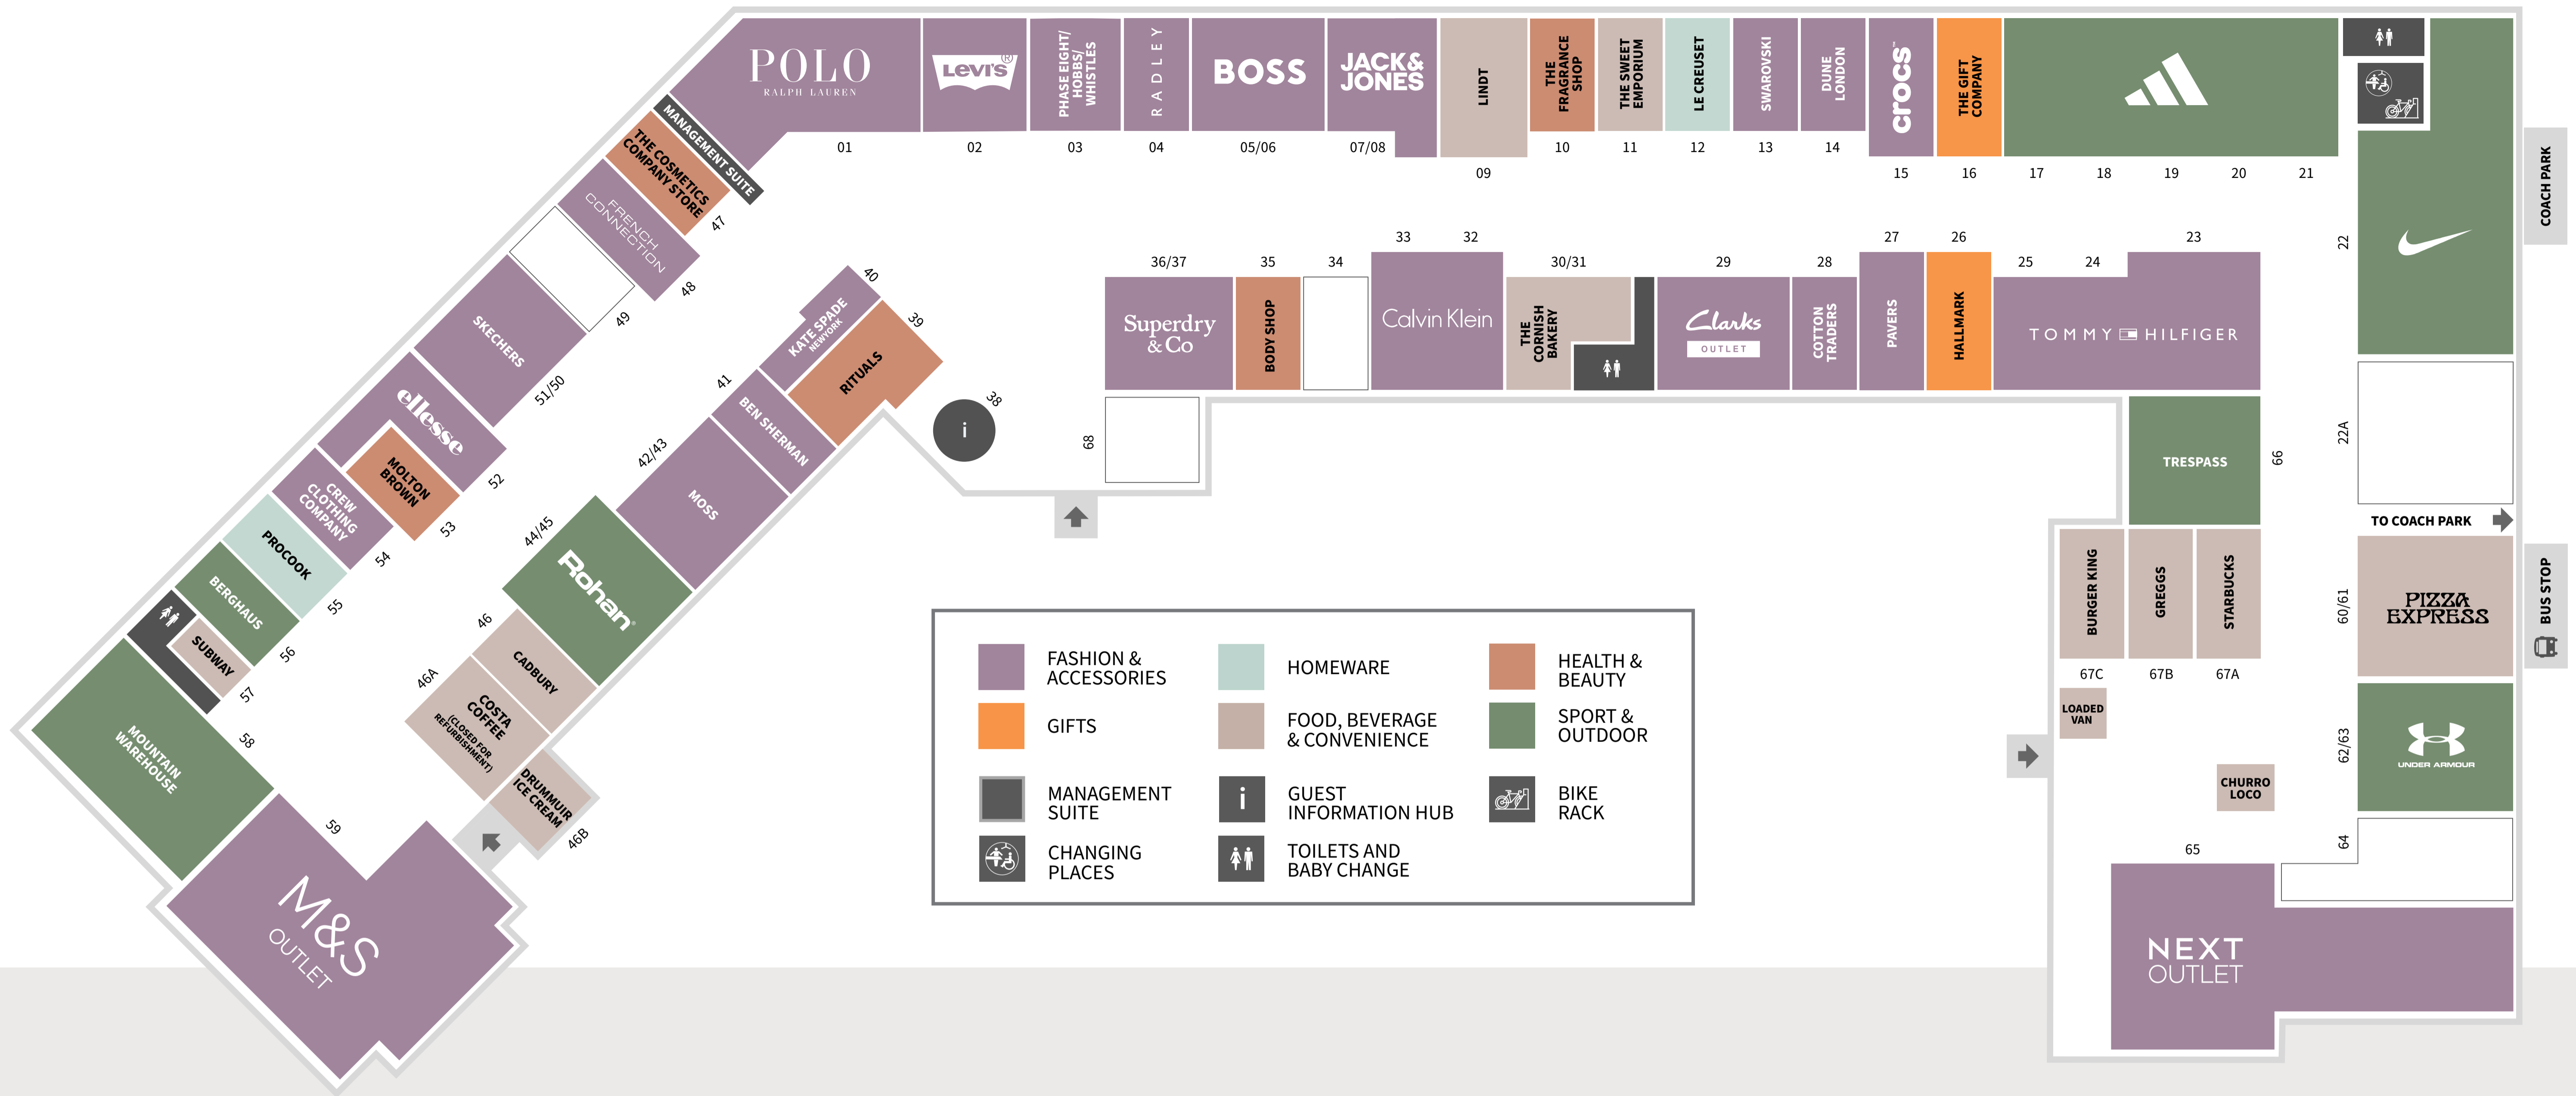 POLO
RALPH LAUREN
LEVI'S®
PHASE EIGHT/
HOBBS/
WHISTLES
RADLEY
BOSS
JACK&
JONES
LINDT
THE
FRAGRANCE
SHOP
THE SWEET
EMPORIUM
LE CREUSET
SWAROVSKI
DUNE
LONDON
crocs™
THE GIFT
COMPANY
01
02
03
04
05/06
07/08
09
10
11
12
13
14
15
16
17
18
19
20
21
COACH PARK
MANAGEMENT SUITE
THE COSMETICS
COMPANY STORE
47
FRENCH
CONNECTION
48
49
SKECHERS
51/50
ellesse
52
MOLTON
BROWN
53
CREW
CLOTHING
COMPANY
54
PROCOOK
55
BERGHAUS
56
SUBWAY
57
MOUNTAIN
WAREHOUSE
58
M&S
OUTLET
59
40
KATE SPADE
NEWYORK
39
RITUALS
41
BEN SHERMAN
42/43
MOSS
44/45
Rohan®
46
CADBURY
46A
COSTA
COFFEE
(CLOSED FOR
REFURBISHMENT)
DRUMMUIR
ICE CREAM
46B
38
i
36/37
35
34
33
32
30/31
29
28
27
26
25
24
23
22
Superdry
&Co
BODY SHOP
Calvin Klein
THE
CORNISH
BAKERY
Clarks
OUTLET
COTTON
TRADERS
PAVERS
HALLMARK
TOMMY HILFIGER
68
TRESPASS
66
22A
TO COACH PARK
BURGER KING
GREGGS
STARBUCKS
67C
67B
67A
60/61
PIZZA
EXPRESS
BUS STOP
LOADED
VAN
CHURRO
LOCO
62/63
UNDER ARMOUR
64
65
NEXT
OUTLET
FASHION &
ACCESSORIES
HOMEWARE
HEALTH &
BEAUTY
GIFTS
FOOD, BEVERAGE
& CONVENIENCE
SPORT &
OUTDOOR
MANAGEMENT
SUITE
i
GUEST
INFORMATION HUB
BIKE
RACK
CHANGING
PLACES
TOILETS AND
BABY CHANGE